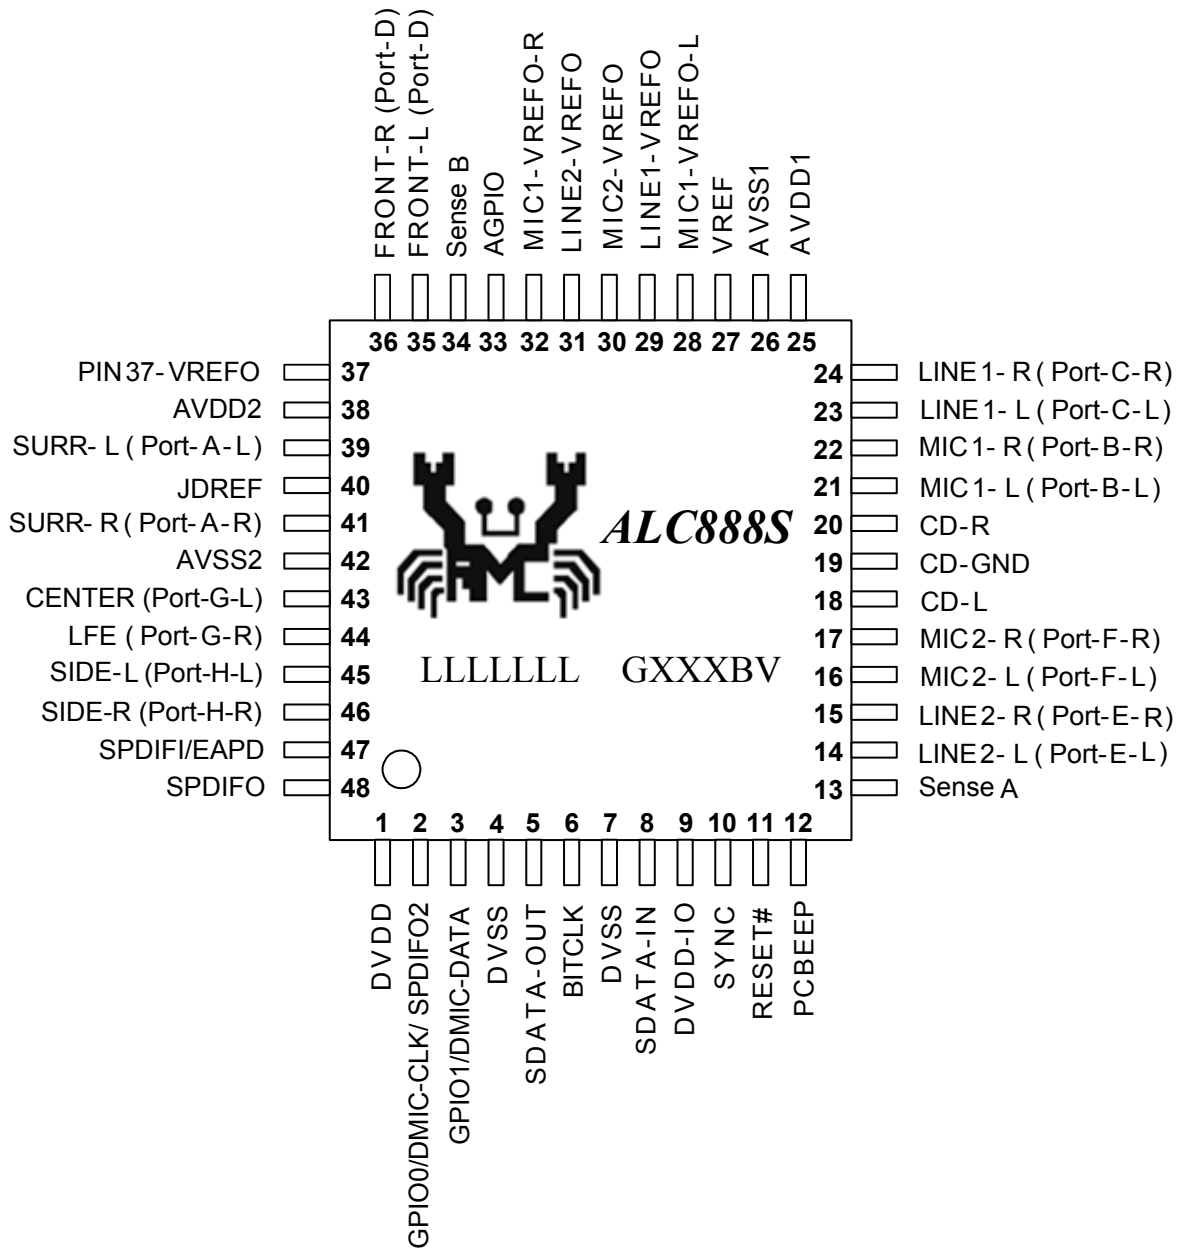 FRONT-R (Port-D)
FRONT-L (Port-D)
Sense B
AGPIO
MIC1-VREFO-R
LINE2-VREFO
MIC2-VREFO
LINE1-VREFO
MIC1-VREFO-L
VREF
AVSS1
AVDD1
36 35 34 33 32 31 30 29 28 27 26 25
PIN37-VREFO 37
AVDD2 38
SURR-L (Port-A-L) 39
JDREF 40
SURR-R (Port-A-R) 41
AVSS2 42
CENTER (Port-G-L) 43
LFE (Port-G-R) 44
SIDE-L (Port-H-L) 45
SIDE-R (Port-H-R) 46
SPDIFI/EAPD 47
SPDIFO 48
ALC888S
LLLLLLL GXXXBV
24 LINE1-R (Port-C-R)
23 LINE1-L (Port-C-L)
22 MIC1-R (Port-B-R)
21 MIC1-L (Port-B-L)
20 CD-R
19 CD-GND
18 CD-L
17 MIC2-R (Port-F-R)
16 MIC2-L (Port-F-L)
15 LINE2-R (Port-E-R)
14 LINE2-L (Port-E-L)
13 Sense A
1 2 3 4 5 6 7 8 9 10 11 12
DVDD
GPIO0/DMIC-CLK/ SPDIFO2
GPIO1/DMIC-DATA
DVSS
SDATA-OUT
BITCLK
DVSS
SDATA-IN
DVDD-IO
SYNC
RESET#
PCBEEP